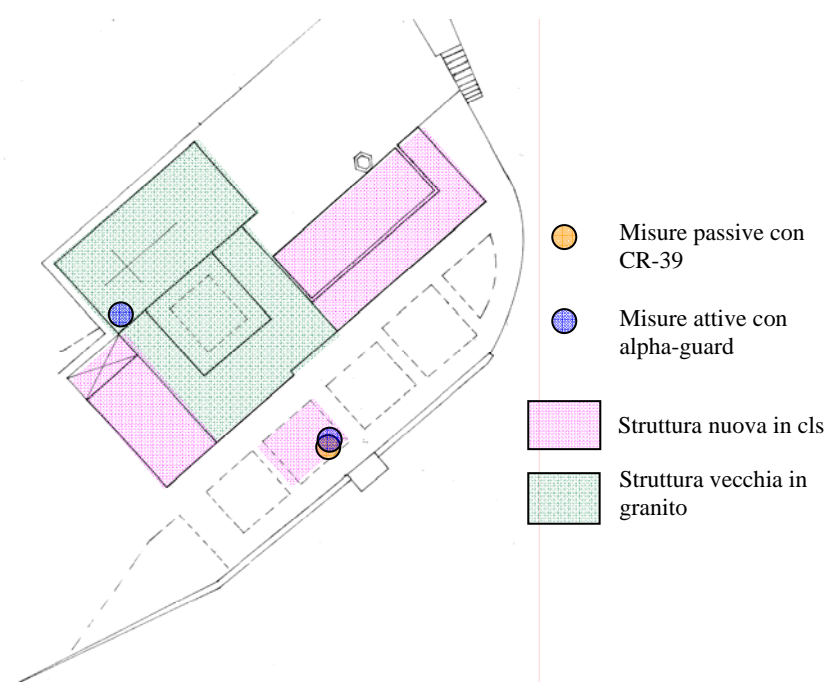 Misure passive con
CR-39
Misure attive con
alpha-guard
Struttura nuova in cls
Struttura vecchia in
granito